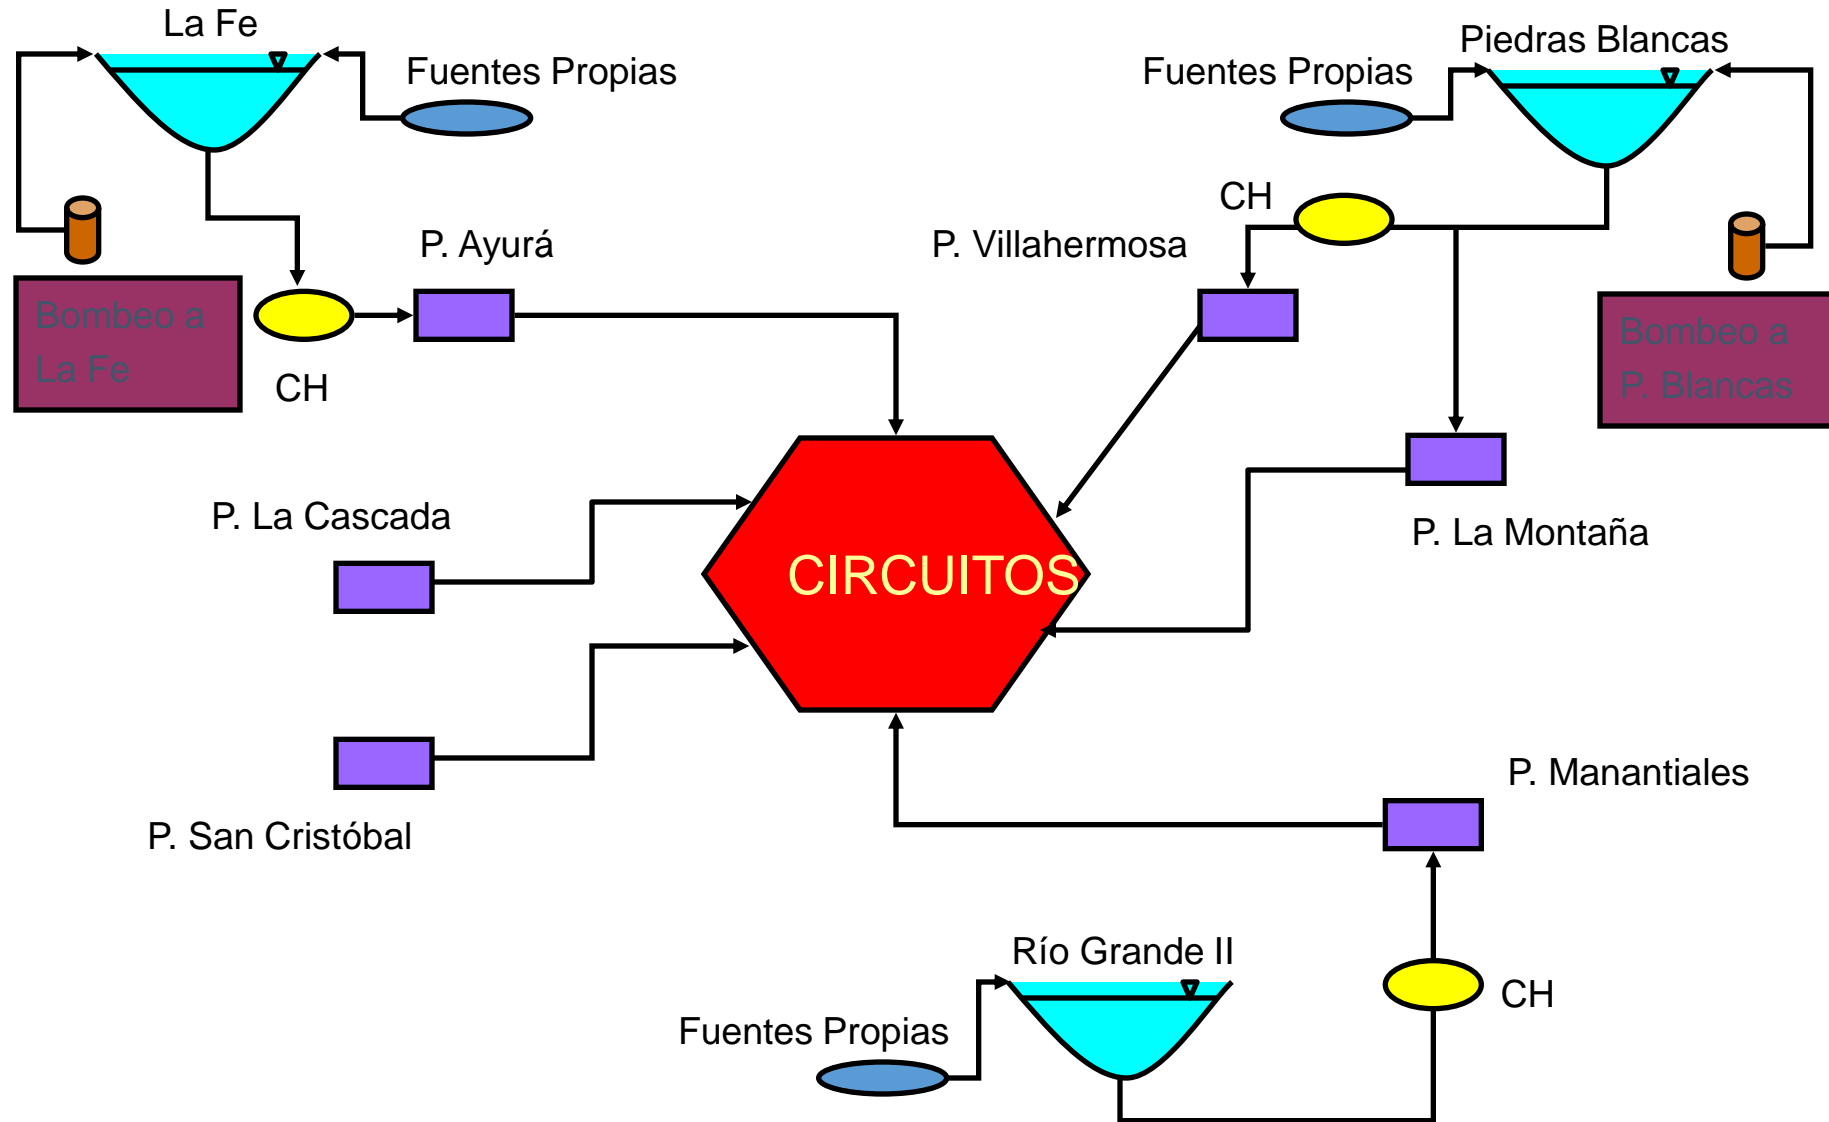 La Fe
Piedras Blancas
Fuentes Propias
Fuentes Propias
CH
P. Ayurá
P. Villahermosa
Bombeo a
La Fe
Bombeo a
P. Blancas
CH
P. La Cascada
P. La Montaña
CIRCUITOS
P. Manantiales
P. San Cristóbal
Río Grande II
CH
Fuentes Propias